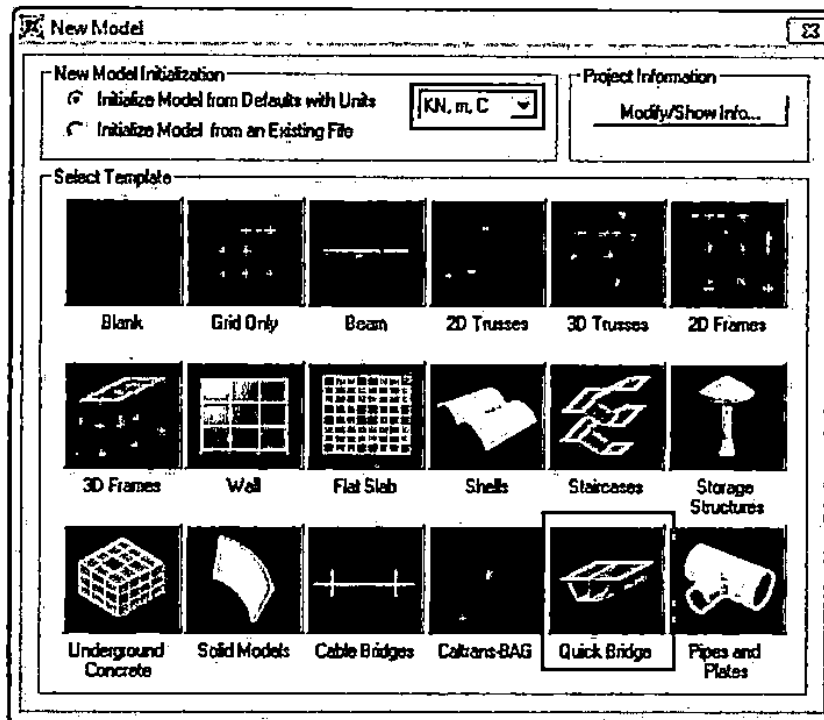 New Model
New Model Initialization
Initialize Model from Defaults with Units
KN, m, C
Initialize Model from an Existing File
Project Information
Modify/Show Info...
Select Template
Blank
Grid Only
Beam
2D Trusses
3D Trusses
2D Frames
3D Frames
Wall
Flat Slab
Shells
Staircases
Storage
Structures
Underground
Concrete
Solid Models
Cable Bridges
Caltrans-BAG
Quick Bridge
Pipes and
Plates